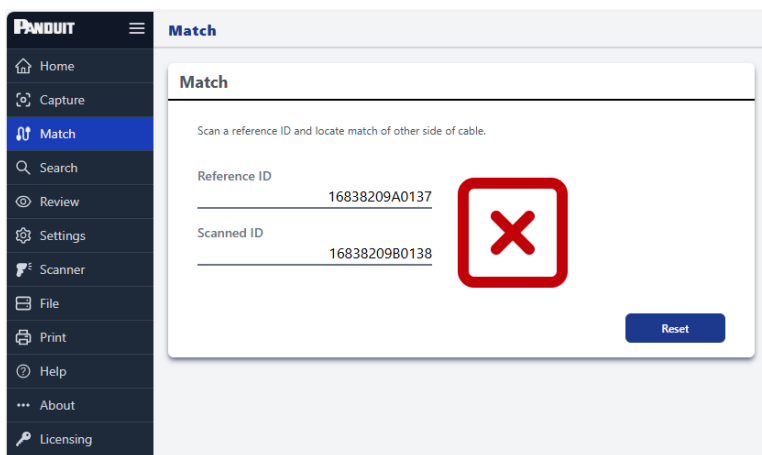 PANDUIT
Match
Home
Capture
Match
Search
Review
Settings
Scanner
File
Print
Help
About
Licensing
Match
Scan a reference ID and locate match of other side of cable.
Reference ID
16838209A0137
Scanned ID
16838209B0138
Reset